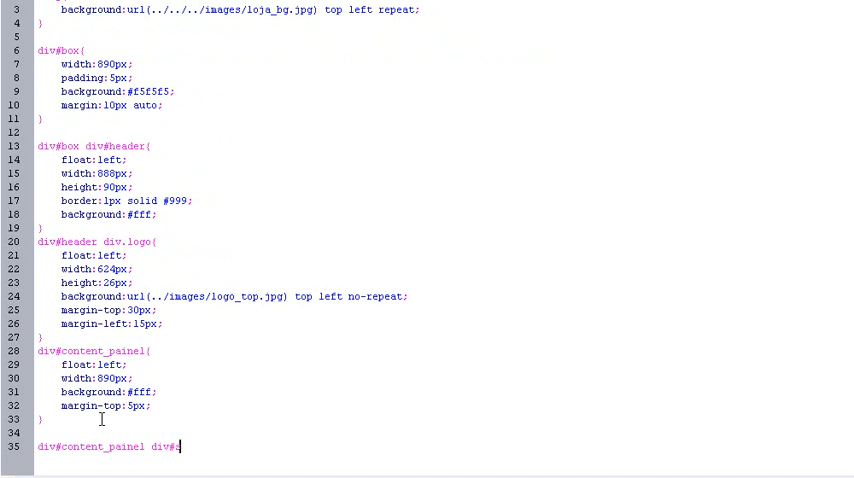 3 background:url(../../../images/loja_bg.jpg) top left repeat;
4 }
5
6 div#box{
7 width:890px;
8 padding:5px;
9 background:#f5f5f5;
10 margin:10px auto;
11 }
12
13 div#box div#header{
14 float:left;
15 width:888px;
16 height:90px;
17 border:1px solid #999;
18 background:#fff;
19 }
20 div#header div.logo{
21 float:left;
22 width:624px;
23 height:26px;
24 background:url(../images/logo_top.jpg) top left no-repeat;
25 margin-top:30px;
26 margin-left:15px;
27 }
28 div#content_painel{
29 float:left;
30 width:890px;
31 background:#fff;
32 margin-top:5px;
33 }
34
35 div#content_painel div#s